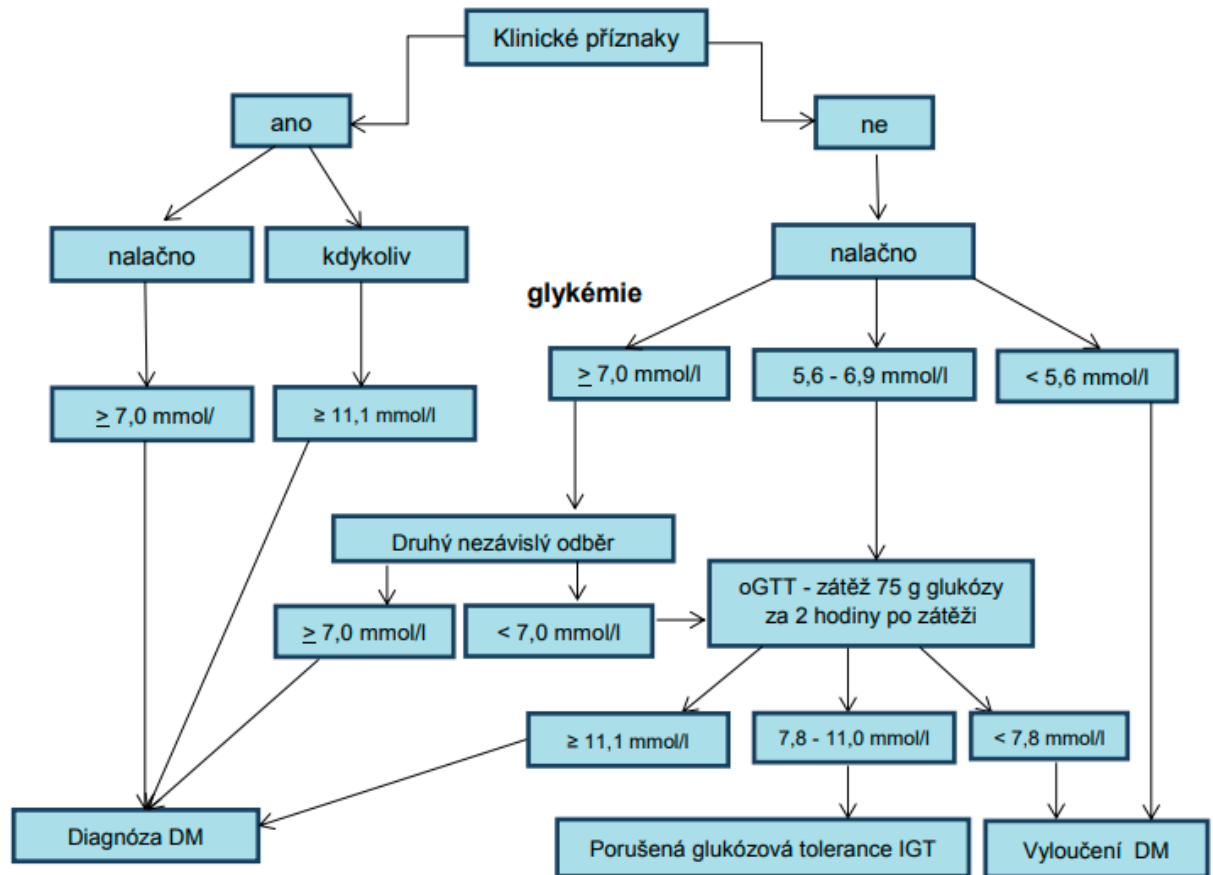 Klinické příznaky
ano
ne
nalačno
kdykoliv
nalačno
glykémie
≥ 7,0 mmol/l
5,6 - 6,9 mmol/l
< 5,6 mmol/l
≥ 7,0 mmol/
≥ 11,1 mmol/l
Druhý nezávislý odběr
oGTT - zátěž 75 g glukózy
za 2 hodiny po zátěži
≥ 7,0 mmol/l
< 7,0 mmol/l
≥ 11,1 mmol/l
7,8 - 11,0 mmol/l
< 7,8 mmol/l
Diagnóza DM
Porušená glukózová tolerance IGT
Vyloučení DM